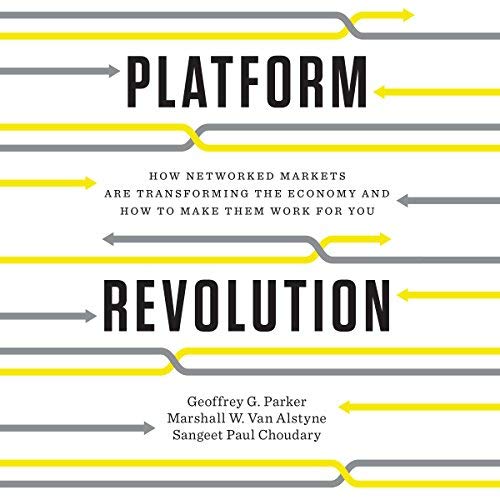 PLATFORM
HOW NETWORKED MARKETS
ARE TRANSFORMING THE ECONOMY AND
HOW TO MAKE THEM WORK FOR YOU
REVOLUTION
Geoffrey G. Parker
Marshall W. Van Alstyne
Sangeet Paul Choudary